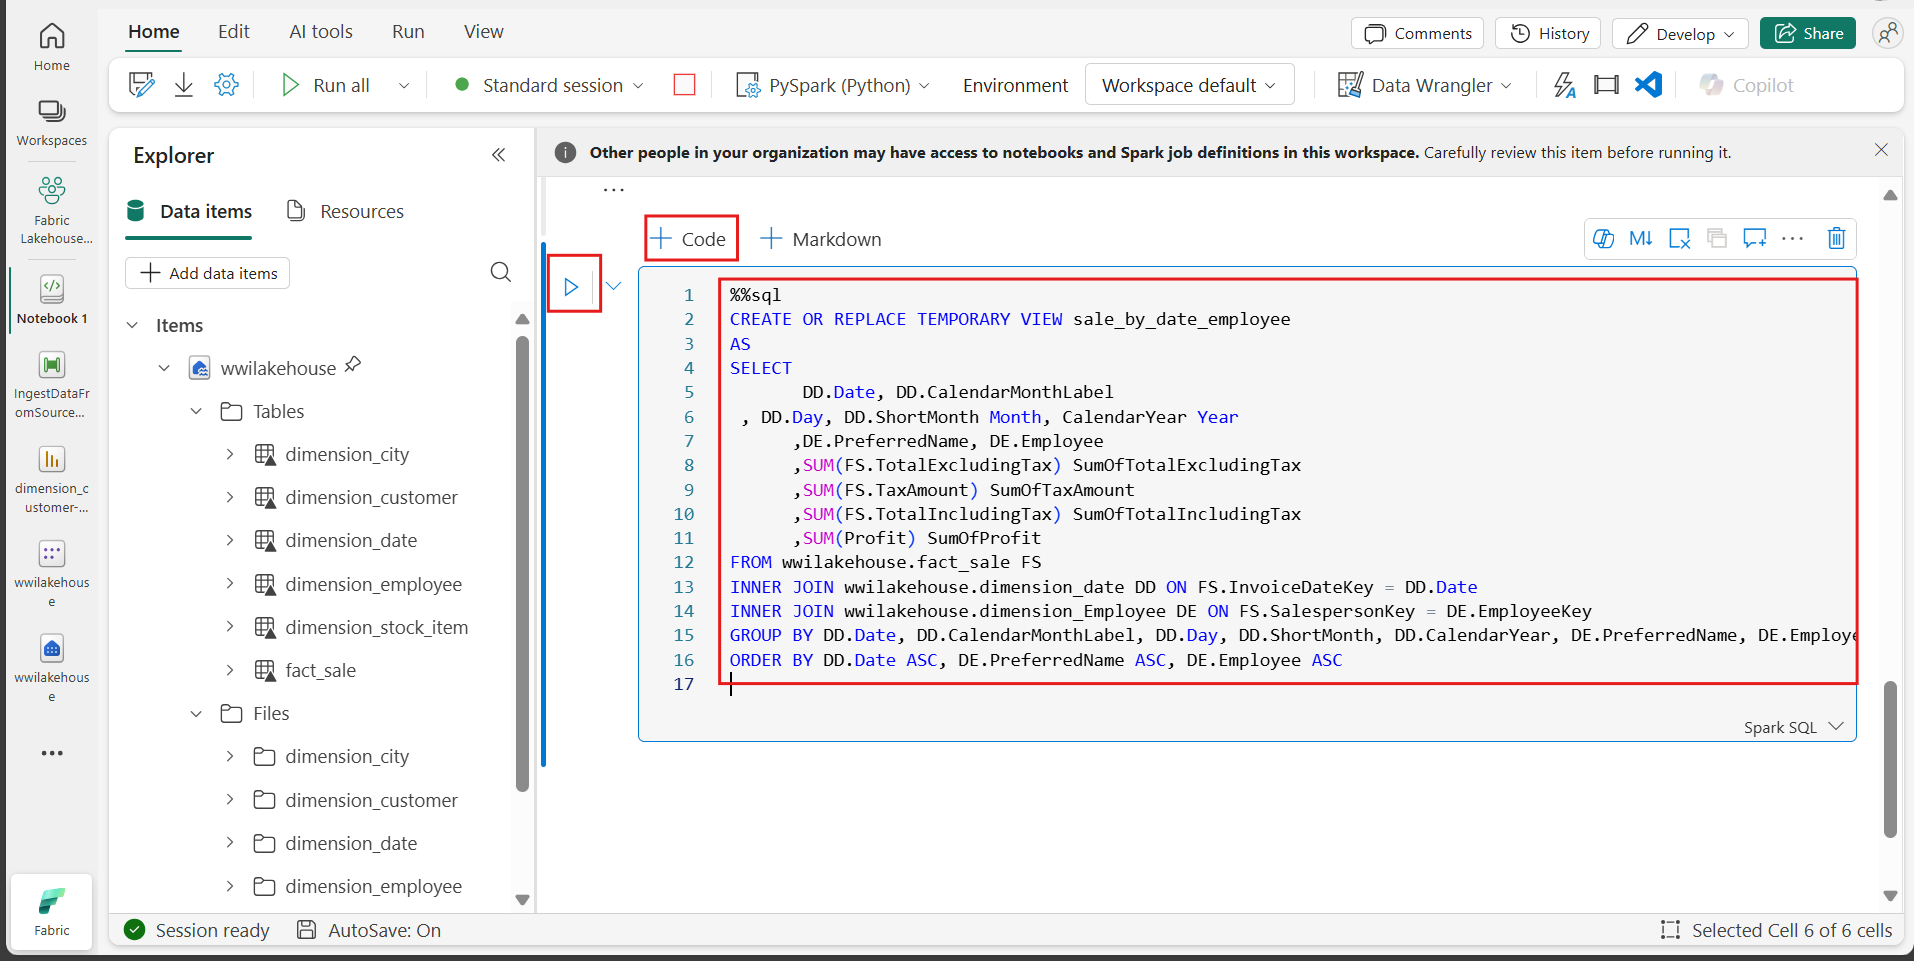 Home
Edit
AI tools
Run
View
Comments
History
Develop
Share
Run all
Standard session
PySpark (Python)
Environment
Workspace default
Data Wrangler
Copilot
Home
Workspaces
Fabric
Lakehouse...
Notebook 1
IngestDataFr
omSource...
dimension_c
ustomer-...
wwilakehous
e
wwilakehous
e
Fabric
Explorer
Data items
Resources
Add data items
Items
wwilakehouse
Tables
dimension_city
dimension_customer
dimension_date
dimension_employee
dimension_stock_item
fact_sale
Files
dimension_city
dimension_customer
dimension_date
dimension_employee
Other people in your organization may have access to notebooks and Spark job definitions in this workspace. Carefully review this item before running it.
...
Code
Markdown
M↓
1 %%sql
2 CREATE OR REPLACE TEMPORARY VIEW sale_by_date_employee
3 AS
4 SELECT
5 DD.Date, DD.CalendarMonthLabel
6 , DD.Day, DD.ShortMonth Month, CalendarYear Year
7 ,DE.PreferredName, DE.Employee
8 ,SUM(FS.TotalExcludingTax) SumOfTotalExcludingTax
9 ,SUM(FS.TaxAmount) SumOfTaxAmount
10 ,SUM(FS.TotalIncludingTax) SumOfTotalIncludingTax
11 ,SUM(Profit) SumOfProfit
12 FROM wwilakehouse.fact_sale FS
13 INNER JOIN wwilakehouse.dimension_date DD ON FS.InvoiceDateKey = DD.Date
14 INNER JOIN wwilakehouse.dimension_Employee DE ON FS.SalespersonKey = DE.EmployeeKey
15 GROUP BY DD.Date, DD.CalendarMonthLabel, DD.Day, DD.ShortMonth, DD.CalendarYear, DE.PreferredName, DE.Employe
16 ORDER BY DD.Date ASC, DE.PreferredName ASC, DE.Employee ASC
17
Spark SQL
Session ready
AutoSave: On
Selected Cell 6 of 6 cells